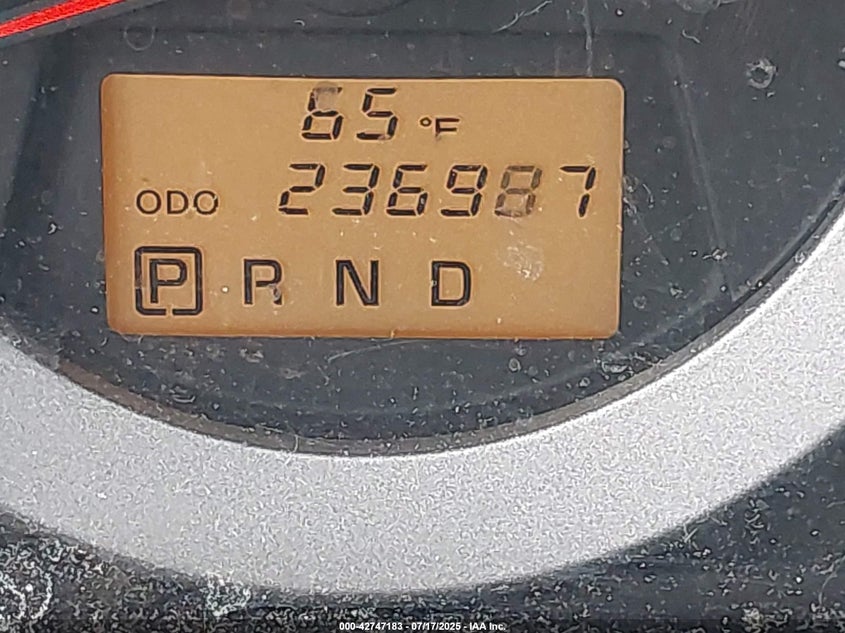 65 °F
ODO 236987
P R N D
000-42747183 - 07/17/2025 - IAA Inc.